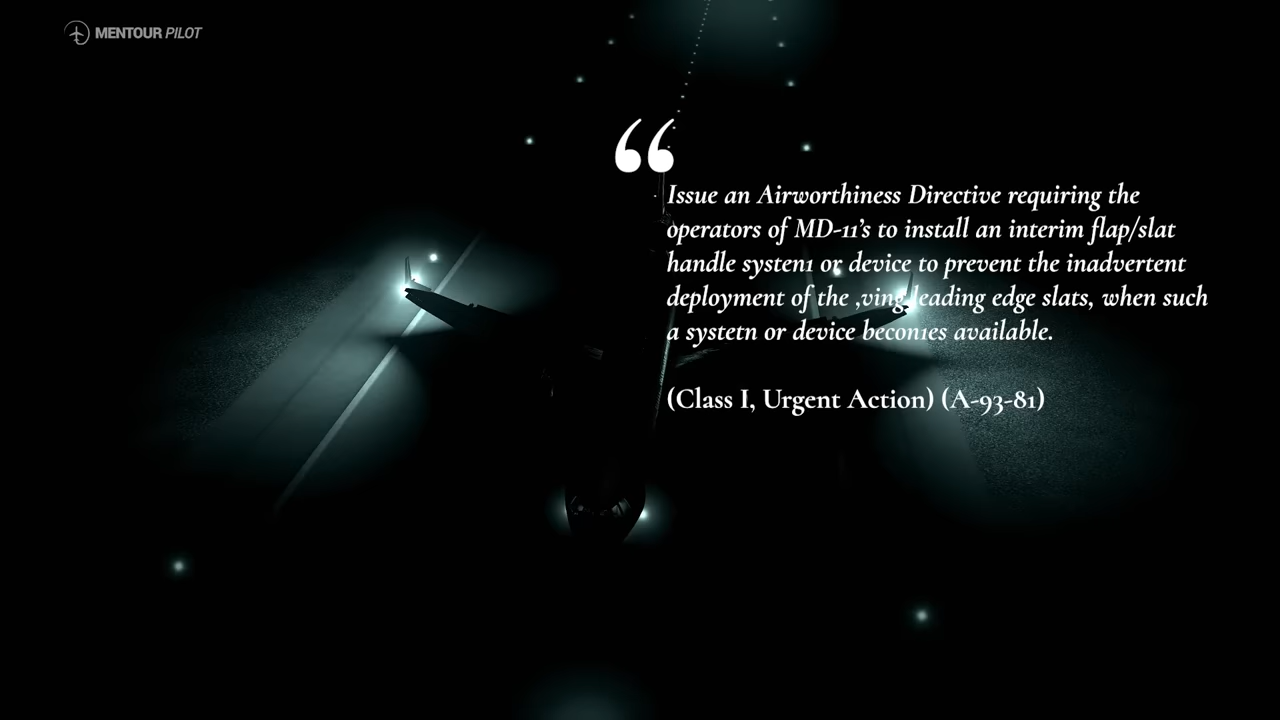 MENTOUR PILOT
“
Issue an Airworthiness Directive requiring the
operators of MD-11’s to install an interim flap/slat
handle systen1 or device to prevent the inadvertent
deployment of the ,ving leading edge slats, when such
a systetn or device becon1es available.
(Class I, Urgent Action) (A-93-81)